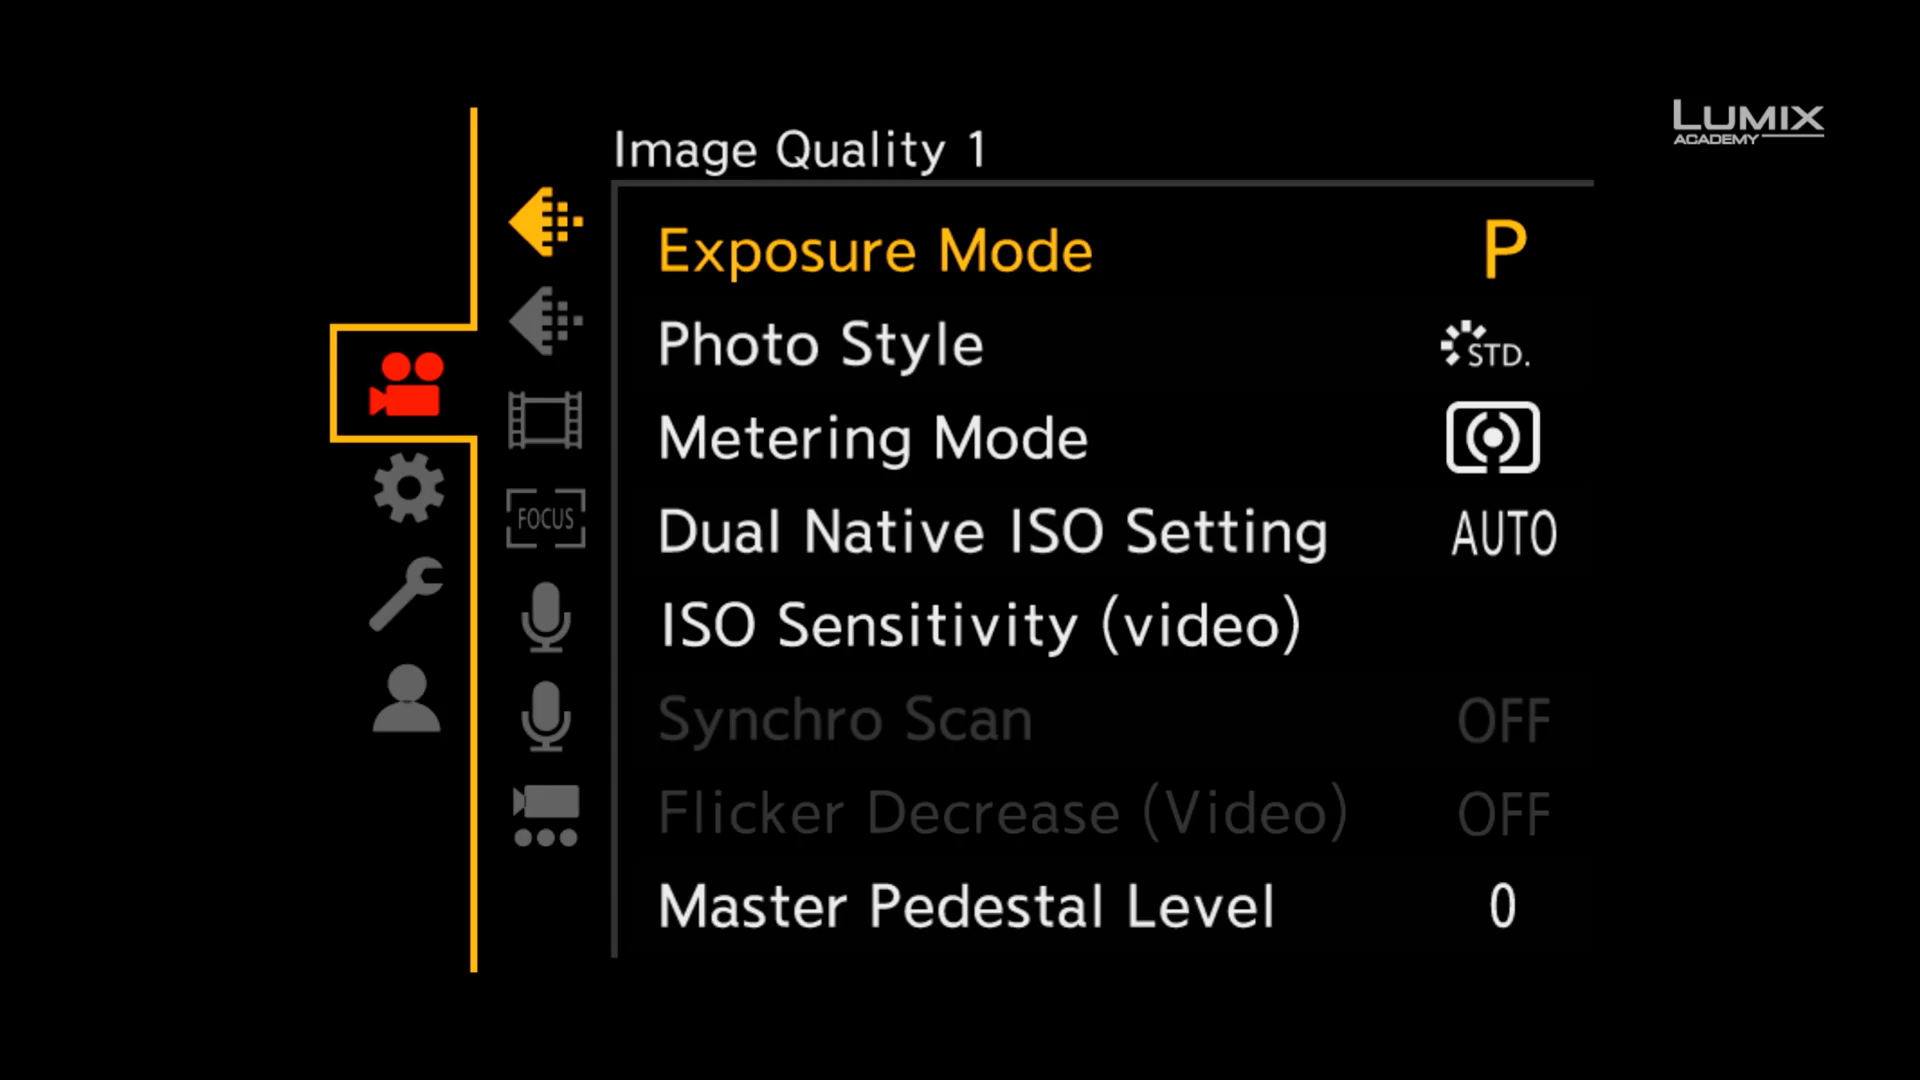 LUMIX
ACADEMY
Image Quality 1
Exposure Mode P
Photo Style STD.
Metering Mode
Dual Native ISO Setting AUTO
FOCUS
ISO Sensitivity (video)
Synchro Scan OFF
Flicker Decrease (Video) OFF
Master Pedestal Level 0